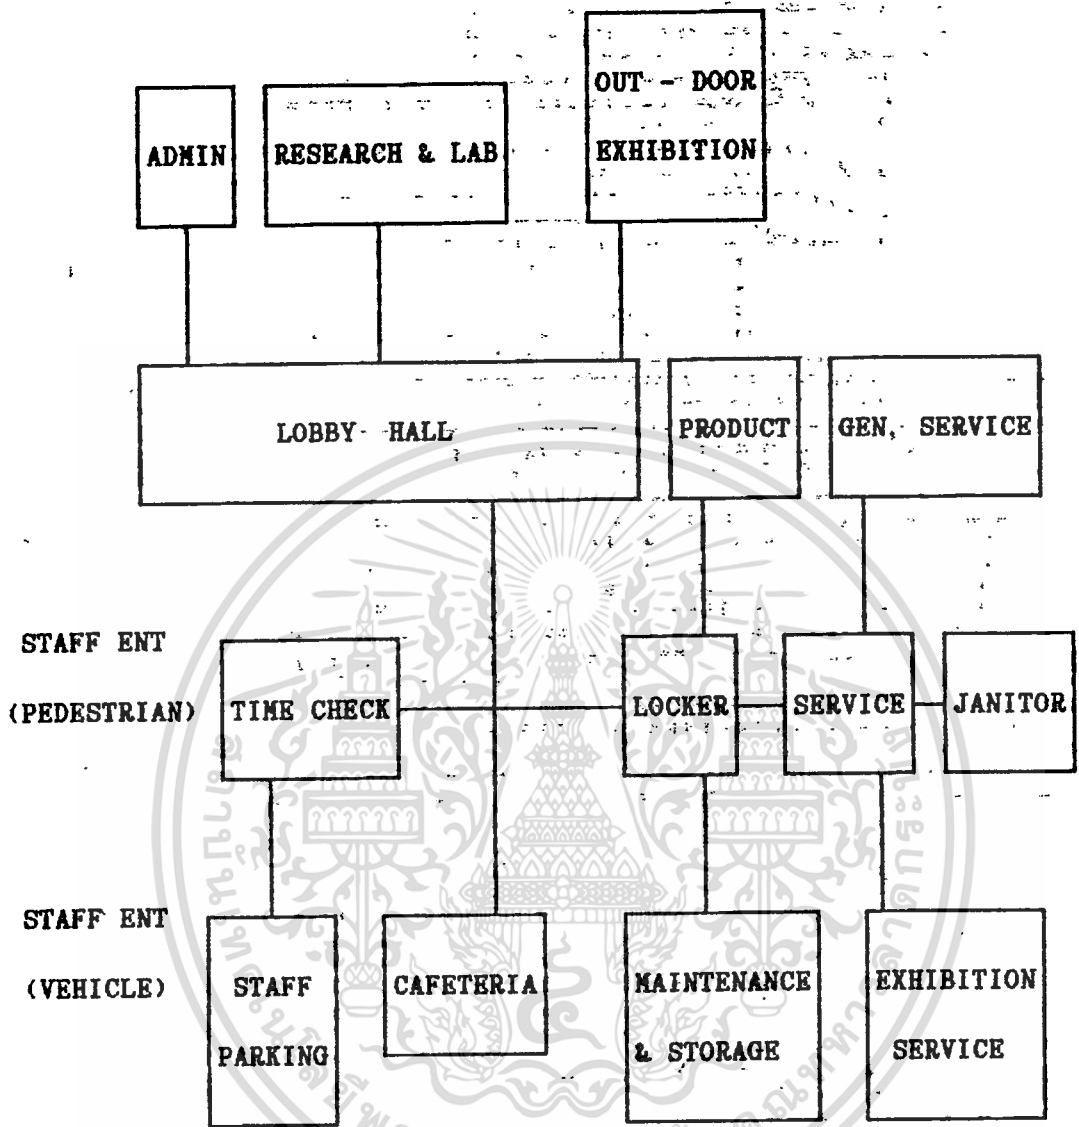 OUT - DOOR
EXHIBITION
ADMIN
RESEARCH & LAB
LOBBY HALL
PRODUCT
GEN. SERVICE
STAFF ENT
(PEDESTRIAN)
TIME CHECK
LOCKER
SERVICE
JANITOR
STAFF ENT
(VEHICLE)
STAFF
PARKING
CAFETERIA
MAINTENANCE
& STORAGE
EXHIBITION
SERVICE